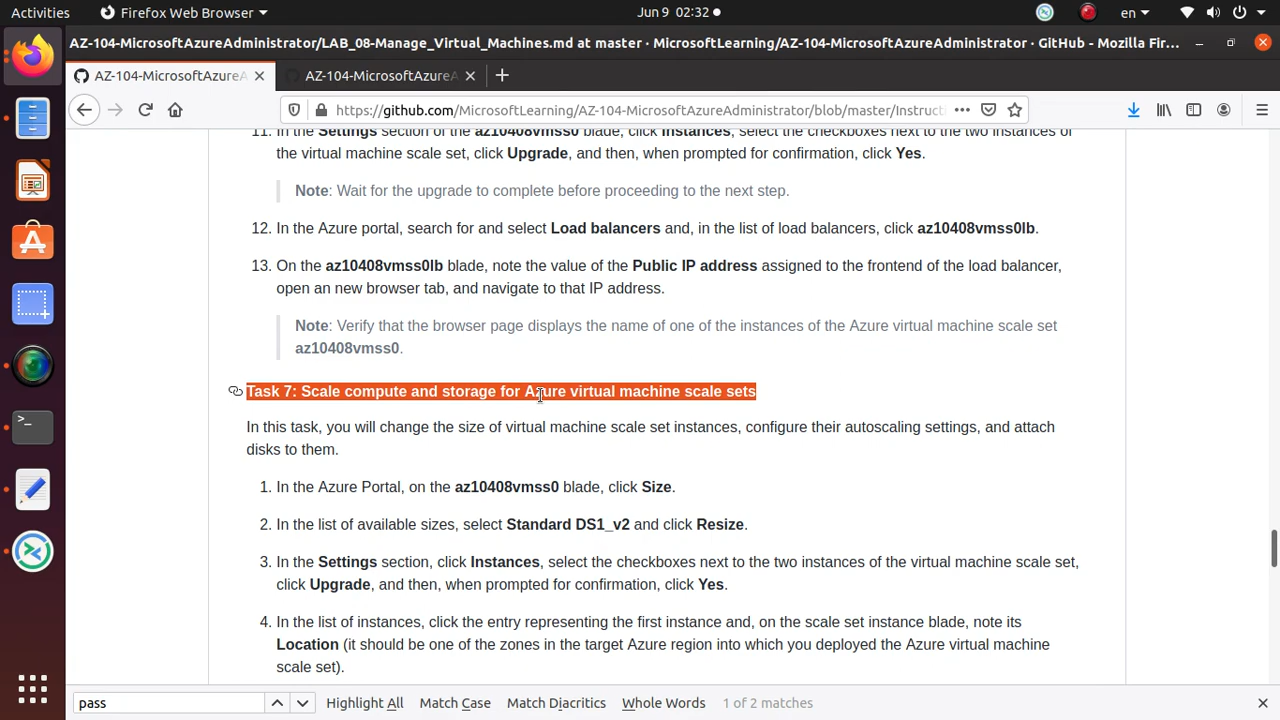 Activities
Firefox Web Browser
Jun 9 02:32
en
AZ-104-MicrosoftAzureAdministrator/LAB_08-Manage_Virtual_Machines.md at master · MicrosoftLearning/AZ-104-MicrosoftAzureAdministrator · GitHub - Mozilla Fir...
AZ-104-MicrosoftAzureA
AZ-104-MicrosoftAzureA
https://github.com/MicrosoftLearning/AZ-104-MicrosoftAzureAdministrator/blob/master/Instructi
11. In the Settings section of the az10408vmss0 blade, click Instances, select the checkboxes next to the two instances of
the virtual machine scale set, click Upgrade, and then, when prompted for confirmation, click Yes.
Note: Wait for the upgrade to complete before proceeding to the next step.
12. In the Azure portal, search for and select Load balancers and, in the list of load balancers, click az10408vmss0lb.
13. On the az10408vmss0lb blade, note the value of the Public IP address assigned to the frontend of the load balancer,
open an new browser tab, and navigate to that IP address.
Note: Verify that the browser page displays the name of one of the instances of the Azure virtual machine scale set
az10408vmss0.
Task 7: Scale compute and storage for Azure virtual machine scale sets
In this task, you will change the size of virtual machine scale set instances, configure their autoscaling settings, and attach
disks to them.
1. In the Azure Portal, on the az10408vmss0 blade, click Size.
2. In the list of available sizes, select Standard DS1_v2 and click Resize.
3. In the Settings section, click Instances, select the checkboxes next to the two instances of the virtual machine scale set,
click Upgrade, and then, when prompted for confirmation, click Yes.
4. In the list of instances, click the entry representing the first instance and, on the scale set instance blade, note its
Location (it should be one of the zones in the target Azure region into which you deployed the Azure virtual machine
scale set).
pass
Highlight All
Match Case
Match Diacritics
Whole Words
1 of 2 matches